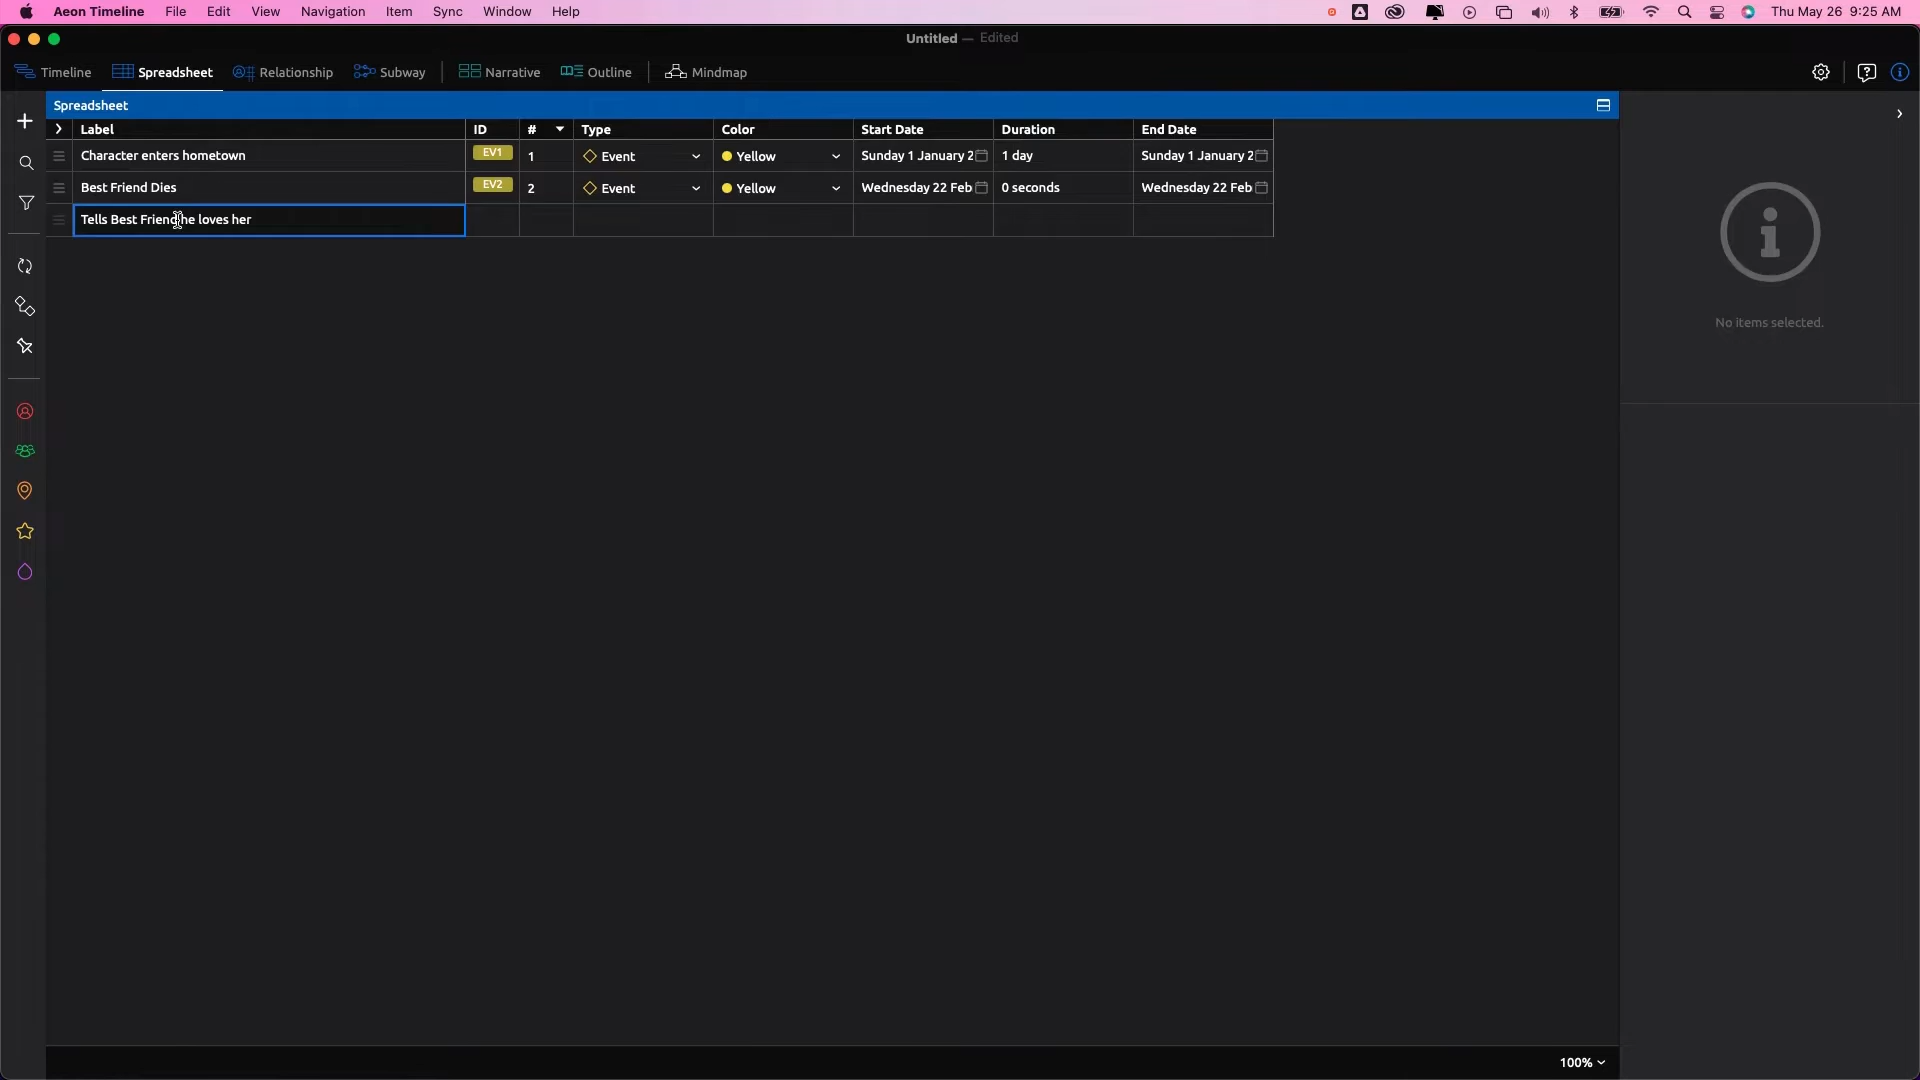 Aeon Timeline File Edit View Navigation Item Sync Window Help Thu May 26 9:25 AM
Untitled — Edited
Timeline Spreadsheet Relationship Subway Narrative Outline Mindmap
Spreadsheet
Label ID # Type Color Start Date Duration End Date
Character enters hometown EV1 1 Event Yellow Sunday 1 January 2 1 day Sunday 1 January 2
Best Friend Dies EV2 2 Event Yellow Wednesday 22 Feb 0 seconds Wednesday 22 Feb
Tells Best Friend he loves her
No items selected.
100%